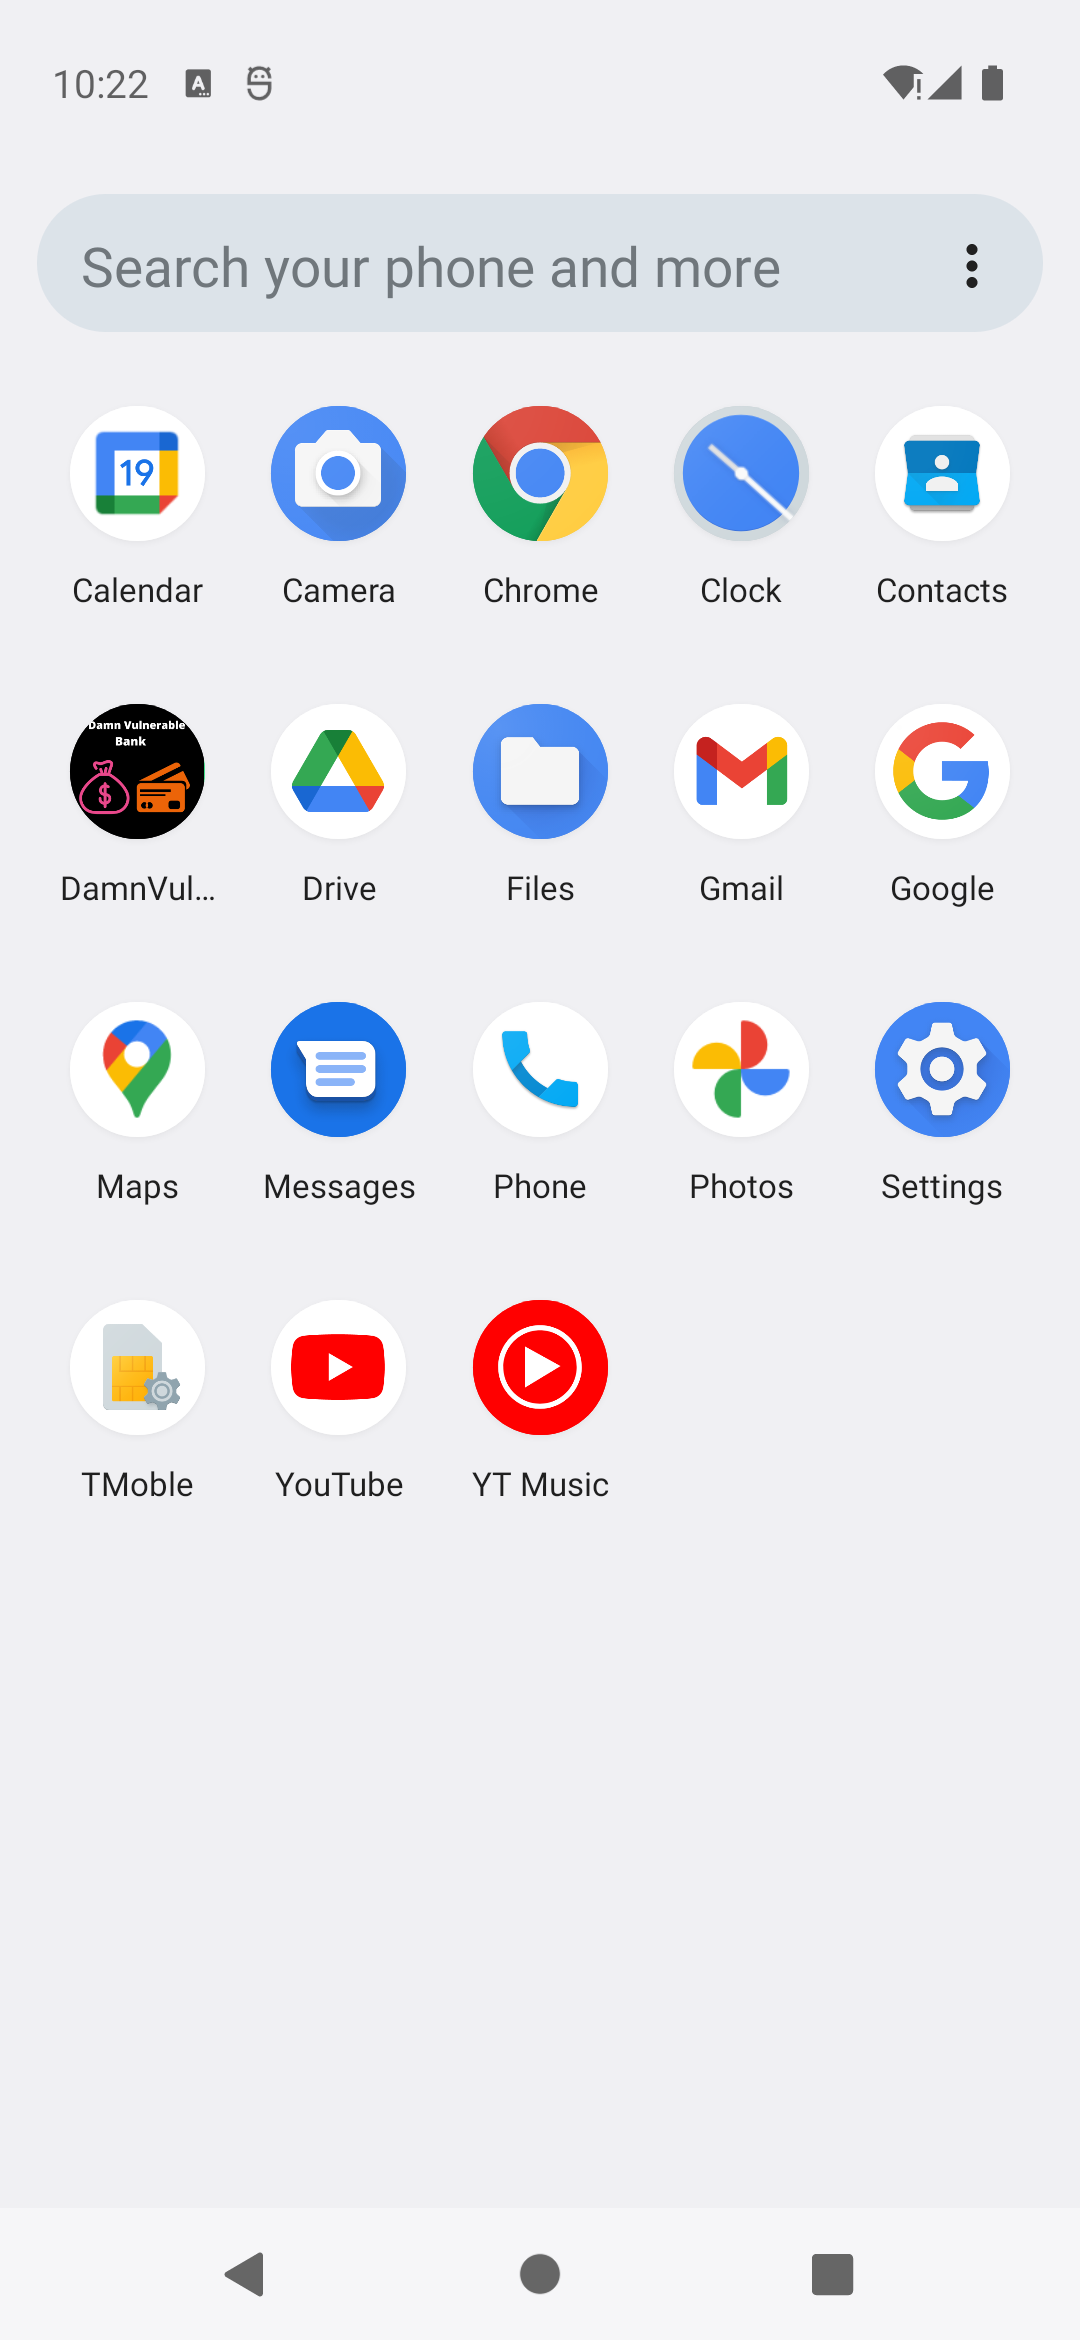 10:22
Search your phone and more
19
Calendar
Camera
Chrome
Clock
Contacts
Damn Vulnerable
Bank
DamnVul...
Drive
Files
Gmail
Google
Maps
Messages
Phone
Photos
Settings
TMoble
YouTube
YT Music